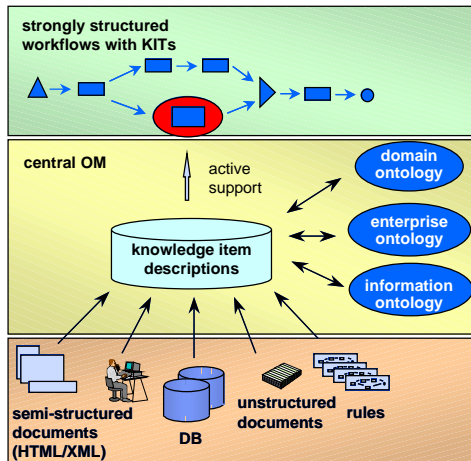 strongly structured
workflows with KITs
central OM
active
support
domain
ontology
enterprise
ontology
information
ontology
knowledge item
descriptions
semi-structured
documents
(HTML/XML)
DB
unstructured
documents
rules